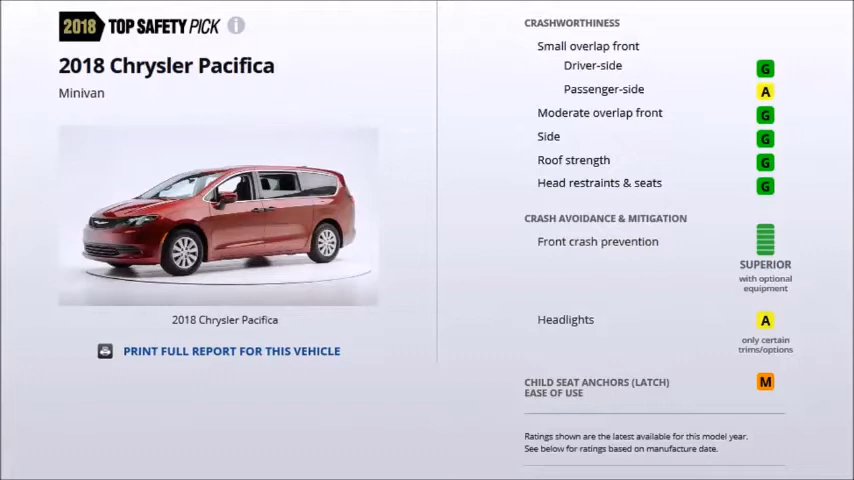 2018 TOP SAFETY PICK i
2018 Chrysler Pacifica
Minivan
2018 Chrysler Pacifica
PRINT FULL REPORT FOR THIS VEHICLE
CRASHWORTHINESS
Small overlap front
Driver-side G
Passenger-side A
Moderate overlap front G
Side G
Roof strength G
Head restraints & seats G
CRASH AVOIDANCE & MITIGATION
Front crash prevention
SUPERIOR
with optional
equipment
Headlights A
only certain
trims/options
CHILD SEAT ANCHORS (LATCH) M
EASE OF USE
Ratings shown are the latest available for this model year.
See below for ratings based on manufacture date.